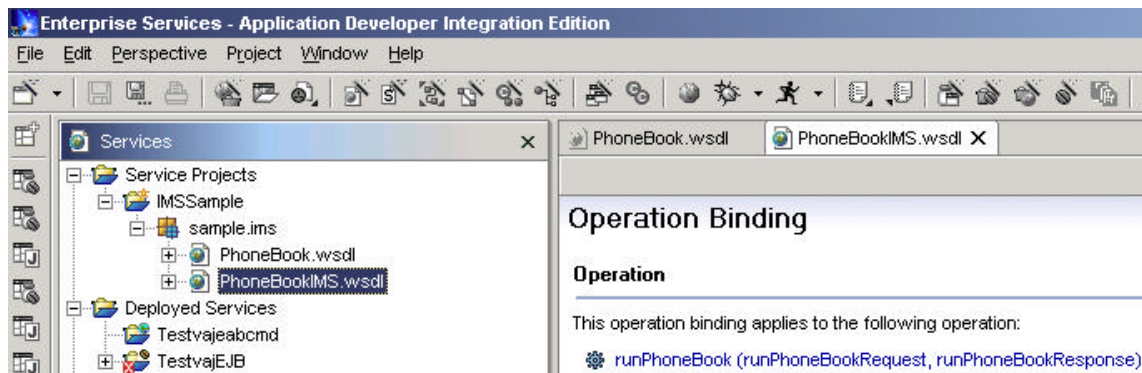 Enterprise Services - Application Developer Integration Edition
File Edit Perspective Project Window Help
Services
PhoneBook.wsdl
PhoneBookIMS.wsdl
Service Projects
IMSSample
sample.ims
PhoneBook.wsdl
PhoneBookIMS.wsdl
Deployed Services
Testvajeabcmd
TestvajEJB
Operation Binding
Operation
This operation binding applies to the following operation:
runPhoneBook (runPhoneBookRequest, runPhoneBookResponse)